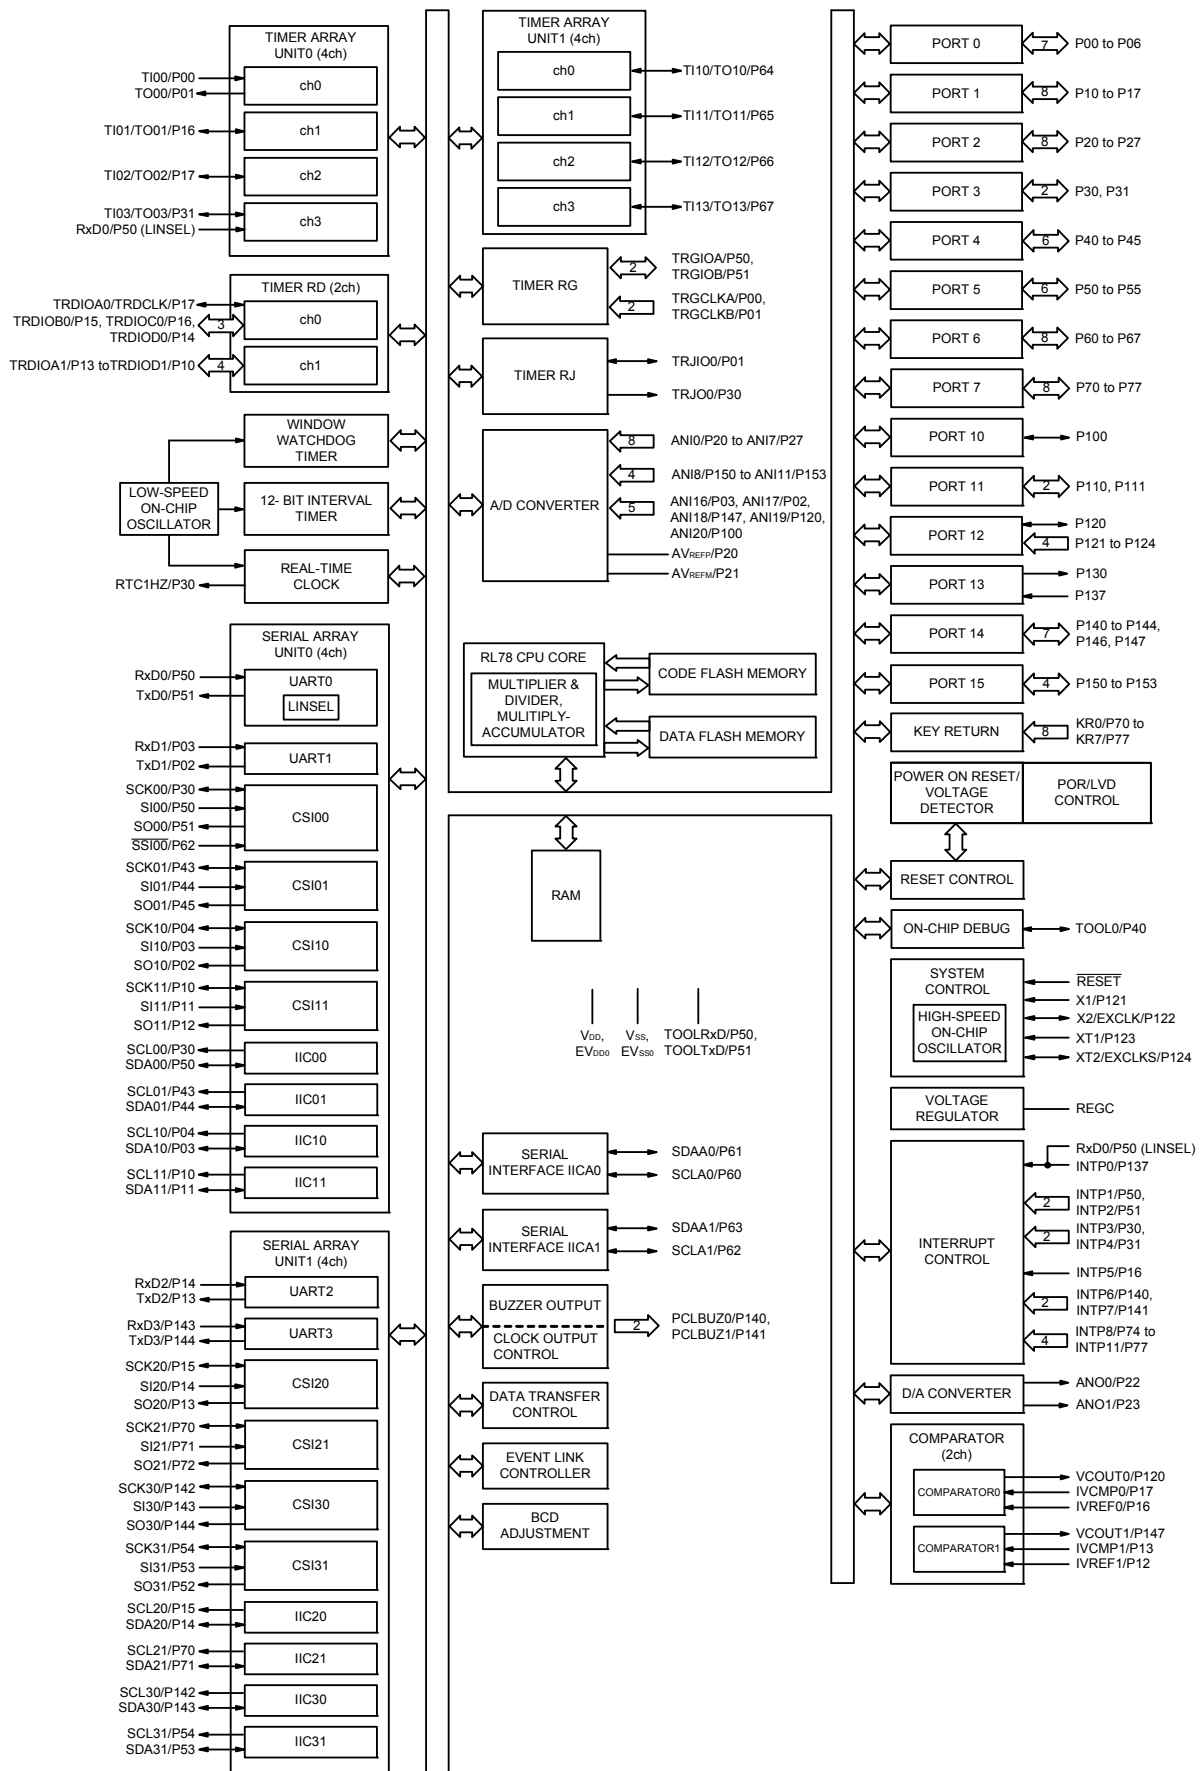 TIMER ARRAY
UNIT0 (4ch)
TI00/P00
TO00/P01
ch0
TI01/TO01/P16
ch1
TI02/TO02/P17
ch2
TI03/TO03/P31
RxD0/P50 (LINSEL)
ch3
TIMER RD (2ch)
TRDIOA0/TRDCLK/P17
TRDIOB0/P15, TRDIOC0/P16,
TRDIOD0/P14
3
ch0
TRDIOA1/P13 toTRDIOD1/P10
4
ch1
WINDOW
WATCHDOG
TIMER
LOW-SPEED
ON-CHIP
OSCILLATOR
12- BIT INTERVAL
TIMER
RTC1HZ/P30
REAL-TIME
CLOCK
SERIAL ARRAY
UNIT0 (4ch)
RxD0/P50
TxD0/P51
UART0
LINSEL
RxD1/P03
TxD1/P02
UART1
SCK00/P30
SI00/P50
SO00/P51
SSI00/P62
CSI00
SCK01/P43
SI01/P44
SO01/P45
CSI01
SCK10/P04
SI10/P03
SO10/P02
CSI10
SCK11/P10
SI11/P11
SO11/P12
CSI11
SCL00/P30
SDA00/P50
IIC00
SCL01/P43
SDA01/P44
IIC01
SCL10/P04
SDA10/P03
IIC10
SCL11/P10
SDA11/P11
IIC11
SERIAL ARRAY
UNIT1 (4ch)
RxD2/P14
TxD2/P13
UART2
RxD3/P143
TxD3/P144
UART3
SCK20/P15
SI20/P14
SO20/P13
CSI20
SCK21/P70
SI21/P71
SO21/P72
CSI21
SCK30/P142
SI30/P143
SO30/P144
CSI30
SCK31/P54
SI31/P53
SO31/P52
CSI31
SCL20/P15
SDA20/P14
IIC20
SCL21/P70
SDA21/P71
IIC21
SCL30/P142
SDA30/P143
IIC30
SCL31/P54
SDA31/P53
IIC31
TIMER ARRAY
UNIT1 (4ch)
ch0
TI10/TO10/P64
ch1
TI11/TO11/P65
ch2
TI12/TO12/P66
ch3
TI13/TO13/P67
TIMER RG
2
TRGIOA/P50,
TRGIOB/P51
2
TRGCLKA/P00,
TRGCLKB/P01
TIMER RJ
TRJIO0/P01
TRJO0/P30
A/D CONVERTER
8
ANI0/P20 to ANI7/P27
4
ANI8/P150 to ANI11/P153
5
ANI16/P03, ANI17/P02,
ANI18/P147, ANI19/P120,
ANI20/P100
AVREFP/P20
AVREFM/P21
RL78 CPU CORE
MULTIPLIER &
DIVIDER,
MULITIPLY-
ACCUMULATOR
CODE FLASH MEMORY
DATA FLASH MEMORY
RAM
VDD,
EVDD0
VSS,
EVSS0
TOOLRxD/P50,
TOOLTxD/P51
SERIAL
INTERFACE IICA0
SDAA0/P61
SCLA0/P60
SERIAL
INTERFACE IICA1
SDAA1/P63
SCLA1/P62
BUZZER OUTPUT
CLOCK OUTPUT
CONTROL
2
PCLBUZ0/P140,
PCLBUZ1/P141
DATA TRANSFER
CONTROL
EVENT LINK
CONTROLLER
BCD
ADJUSTMENT
PORT 0
7
P00 to P06
PORT 1
8
P10 to P17
PORT 2
8
P20 to P27
PORT 3
2
P30, P31
PORT 4
6
P40 to P45
PORT 5
6
P50 to P55
PORT 6
8
P60 to P67
PORT 7
8
P70 to P77
PORT 10
P100
PORT 11
2
P110, P111
PORT 12
P120
4
P121 to P124
PORT 13
P130
P137
PORT 14
7
P140 to P144,
P146, P147
PORT 15
4
P150 to P153
KEY RETURN
8
KR0/P70 to
KR7/P77
POWER ON RESET/
VOLTAGE
DETECTOR
POR/LVD
CONTROL
RESET CONTROL
ON-CHIP DEBUG
TOOL0/P40
SYSTEM
CONTROL
HIGH-SPEED
ON-CHIP
OSCILLATOR
RESET
X1/P121
X2/EXCLK/P122
XT1/P123
XT2/EXCLKS/P124
VOLTAGE
REGULATOR
REGC
INTERRUPT
CONTROL
RxD0/P50 (LINSEL)
INTP0/P137
2
INTP1/P50,
INTP2/P51
2
INTP3/P30,
INTP4/P31
INTP5/P16
2
INTP6/P140,
INTP7/P141
4
INTP8/P74 to
INTP11/P77
D/A CONVERTER
ANO0/P22
ANO1/P23
COMPARATOR
(2ch)
COMPARATOR0
VCOUT0/P120
IVCMP0/P17
IVREF0/P16
COMPARATOR1
VCOUT1/P147
IVCMP1/P13
IVREF1/P12